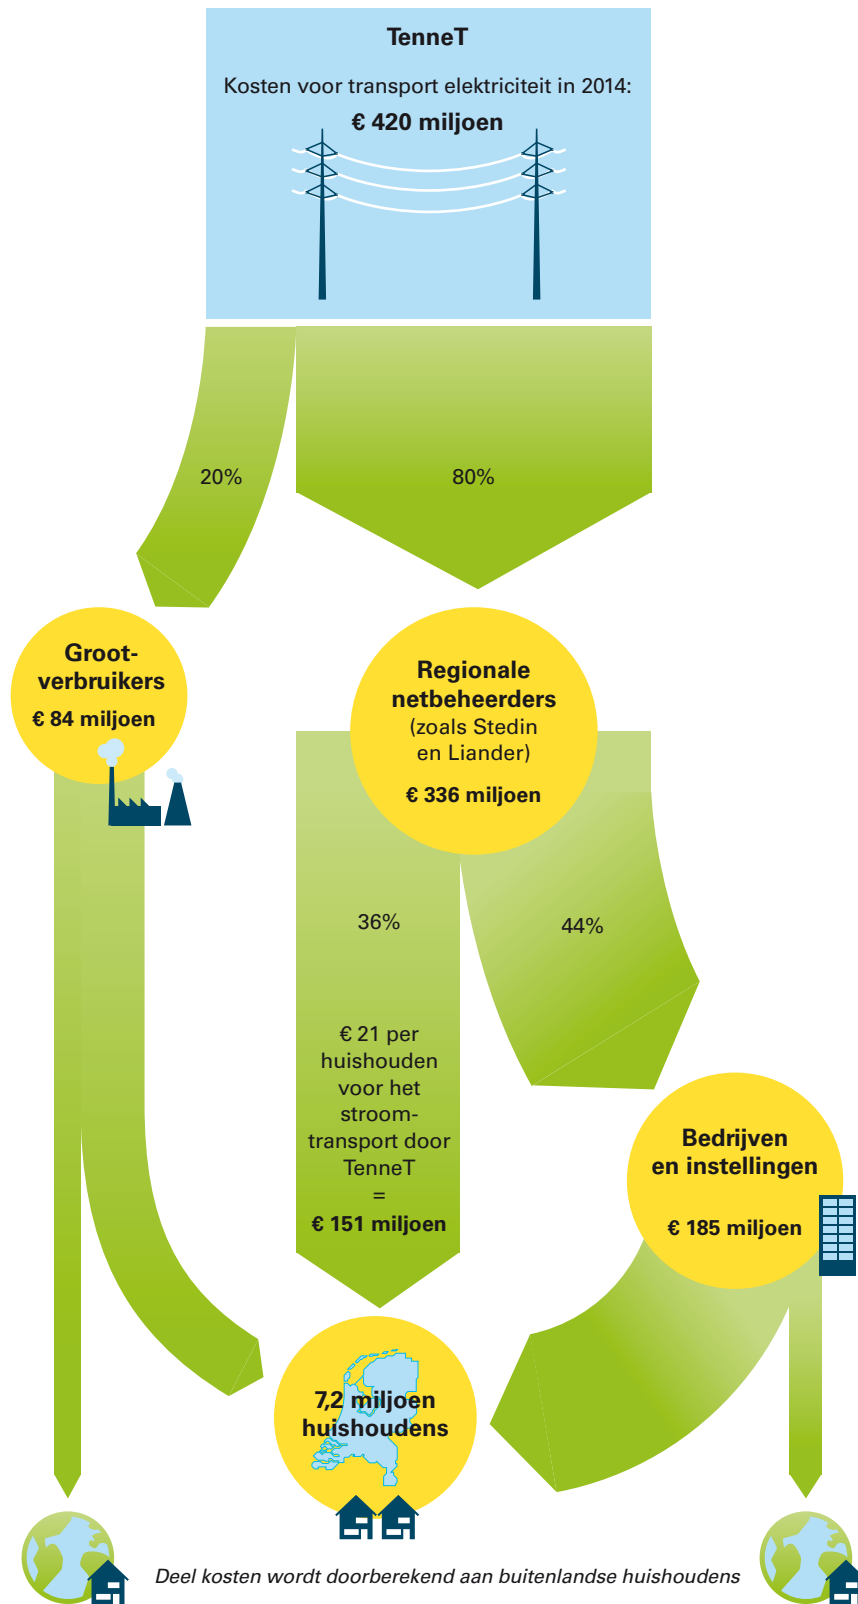 TenneT
Kosten voor transport elektriciteit in 2014:
€ 420 miljoen
20%
80%
Groot-
verbruikers
€ 84 miljoen
Regionale
netbeheerders
(zoals Stedin
en Liander)
€ 336 miljoen
36%
44%
€ 21 per
huishouden
voor het
stroom-
transport door
TenneT
=
€ 151 miljoen
Bedrijven
en instellingen
€ 185 miljoen
7,2 miljoen
huishoudens
Deel kosten wordt doorberekend aan buitenlandse huishoudens